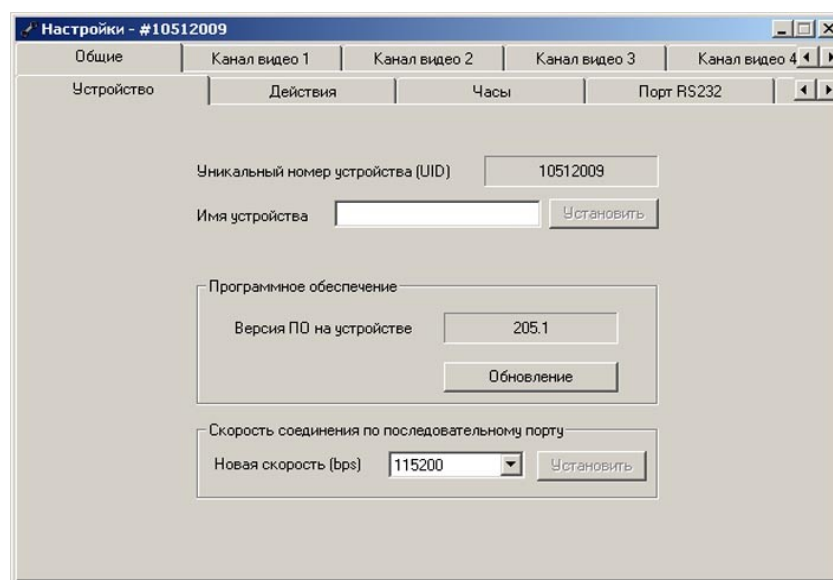 Настройки - #10512009
Общие Канал видео 1 Канал видео 2 Канал видео 3 Канал видео 4
Устройство Действия Часы Порт RS232
Уникальный номер устройства (UID) 10512009
Имя устройства Установить
Программное обеспечение
Версия ПО на устройстве 205.1
Обновление
Скорость соединения по последовательному порту
Новая скорость (bps) 115200 Установить